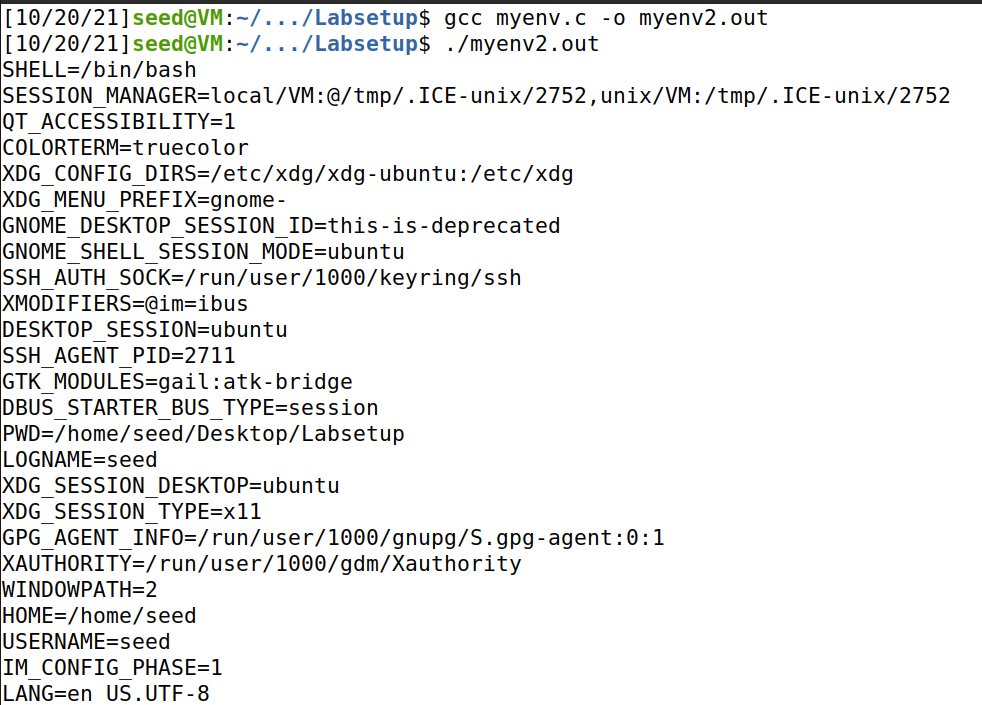 [10/20/21]seed@VM:~/.../Labsetup$ gcc myenv.c -o myenv2.out
[10/20/21]seed@VM:~/.../Labsetup$ ./myenv2.out
SHELL=/bin/bash
SESSION_MANAGER=local/VM:@/tmp/.ICE-unix/2752,unix/VM:/tmp/.ICE-unix/2752
QT_ACCESSIBILITY=1
COLORTERM=truecolor
XDG_CONFIG_DIRS=/etc/xdg/xdg-ubuntu:/etc/xdg
XDG_MENU_PREFIX=gnome-
GNOME_DESKTOP_SESSION_ID=this-is-deprecated
GNOME_SHELL_SESSION_MODE=ubuntu
SSH_AUTH_SOCK=/run/user/1000/keyring/ssh
XMODIFIERS=@im=ibus
DESKTOP_SESSION=ubuntu
SSH_AGENT_PID=2711
GTK_MODULES=gail:atk-bridge
DBUS_STARTER_BUS_TYPE=session
PWD=/home/seed/Desktop/Labsetup
LOGNAME=seed
XDG_SESSION_DESKTOP=ubuntu
XDG_SESSION_TYPE=x11
GPG_AGENT_INFO=/run/user/1000/gnupg/S.gpg-agent:0:1
XAUTHORITY=/run/user/1000/gdm/Xauthority
WINDOWPATH=2
HOME=/home/seed
USERNAME=seed
IM_CONFIG_PHASE=1
LANG=en_US.UTF-8